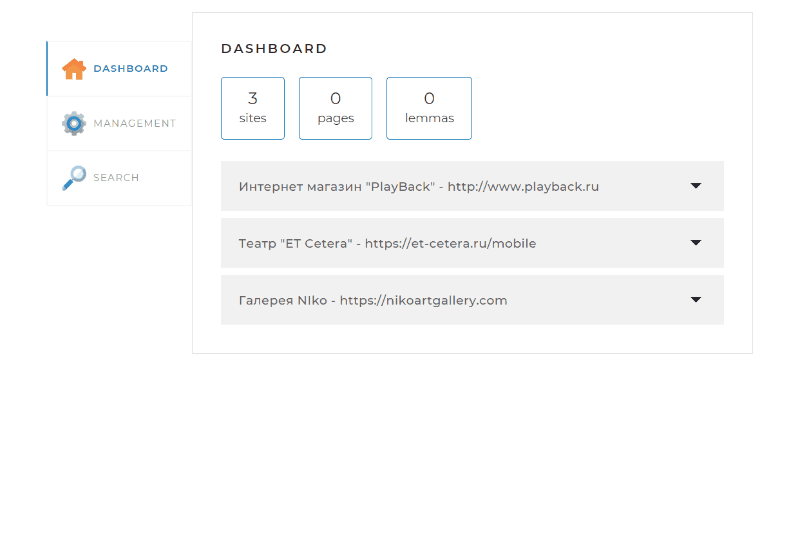 DASHBOARD
MANAGEMENT
SEARCH
DASHBOARD
3
sites
0
pages
0
lemmas
Интернет магазин "PlayBack" - http://www.playback.ru
Театр "ET Cetera" - https://et-cetera.ru/mobile
Галерея NIko - https://nikoartgallery.com